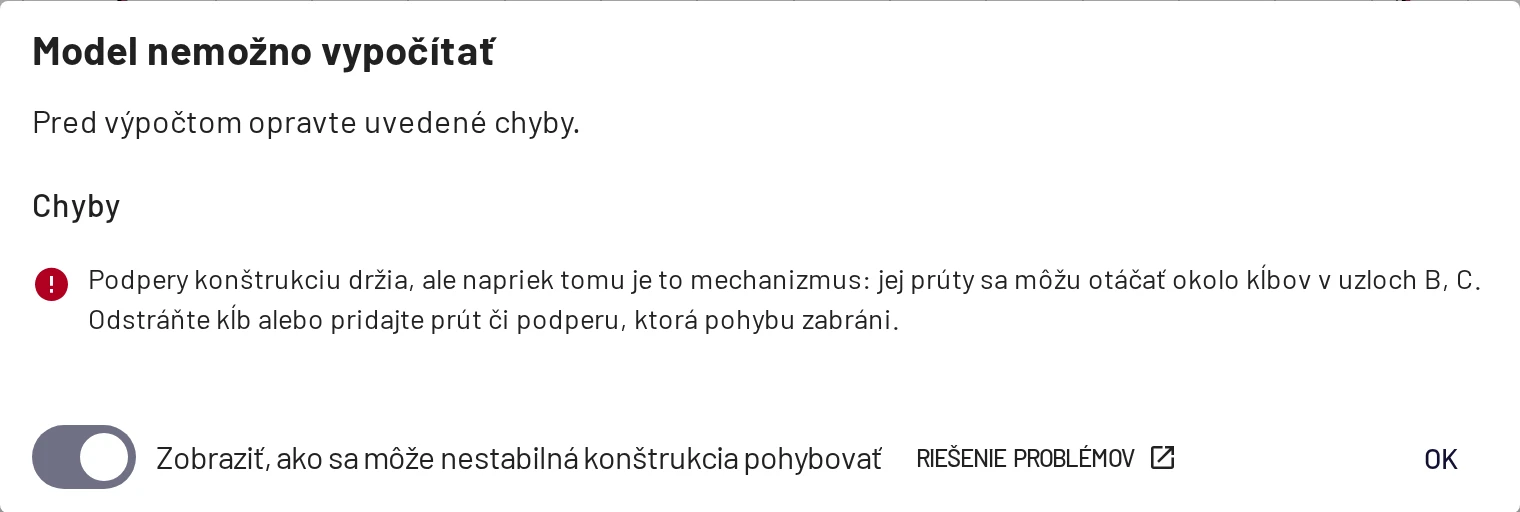 Model nemožno vypočítať
Pred výpočtom opravte uvedené chyby.
Chyby
Podpery konštrukciu držia, ale napriek tomu je to mechanizmus: jej prúty sa môžu otáčať okolo kĺbov v uzloch B, C.
Odstráňte kĺb alebo pridajte prút či podperu, ktorá pohybu zabráni.
Zobraziť, ako sa môže nestabilná konštrukcia pohybovať RIEŠENIE PROBLÉMOV OK